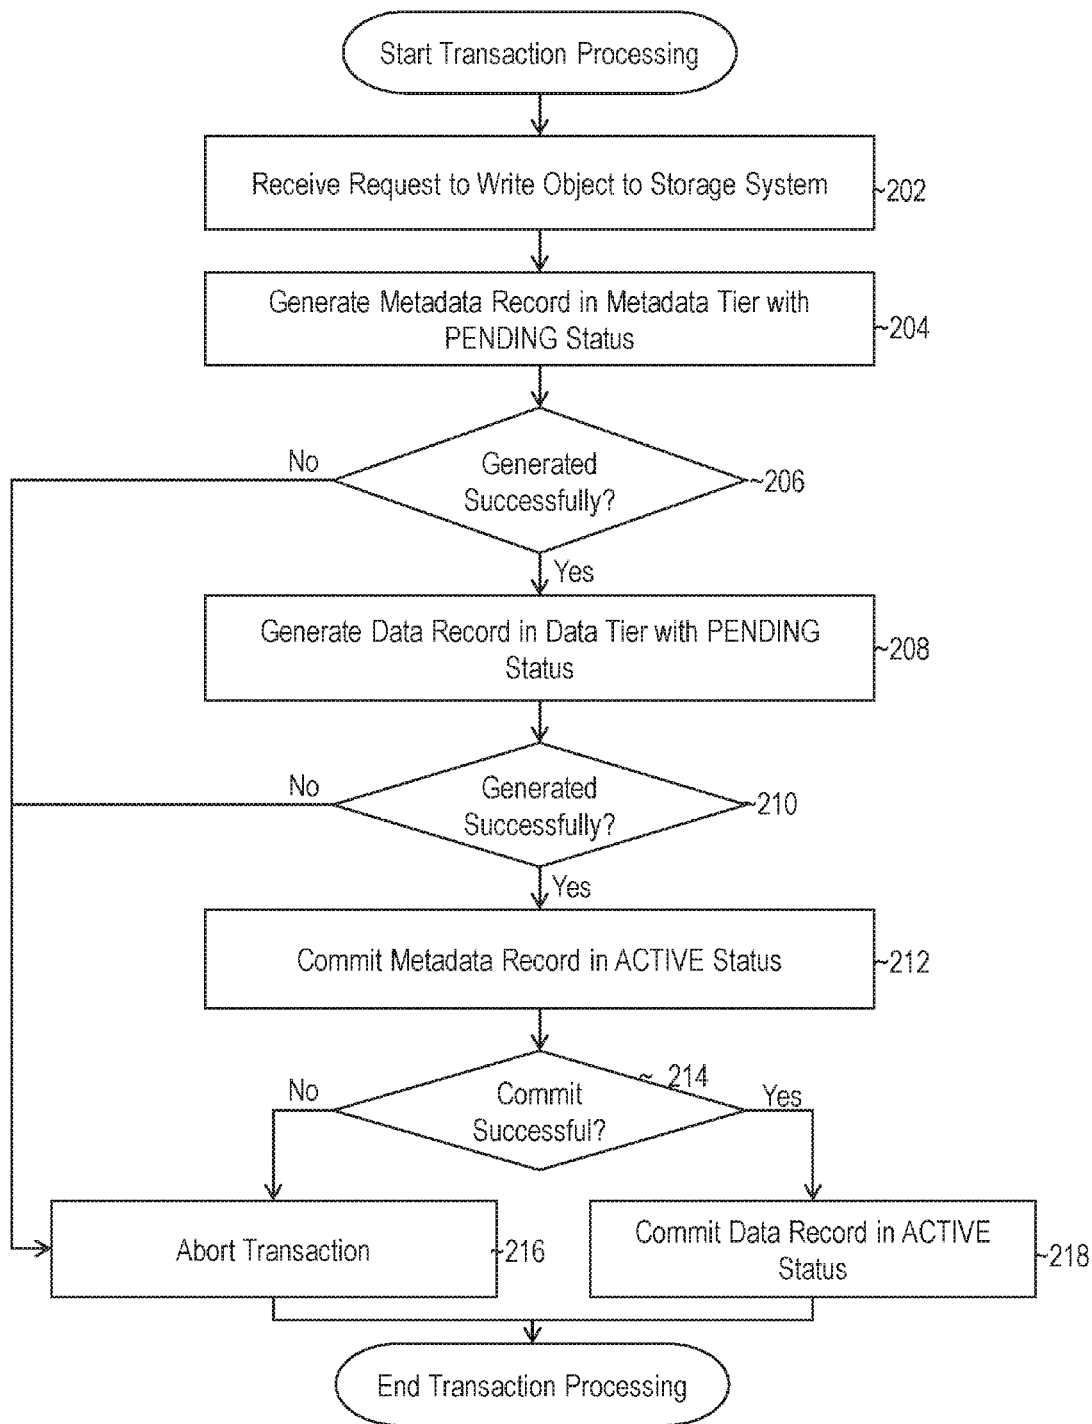 Start Transaction Processing
Receive Request to Write Object to Storage System
~202
Generate Metadata Record in Metadata Tier with
PENDING Status
~204
No
Generated
Successfully?
~206
Yes
Generate Data Record in Data Tier with PENDING
Status
~208
No
Generated
Successfully?
~210
Yes
Commit Metadata Record in ACTIVE Status
~212
~ 214
No
Commit
Successful?
Yes
Abort Transaction
~216
Commit Data Record in ACTIVE
Status
~218
End Transaction Processing